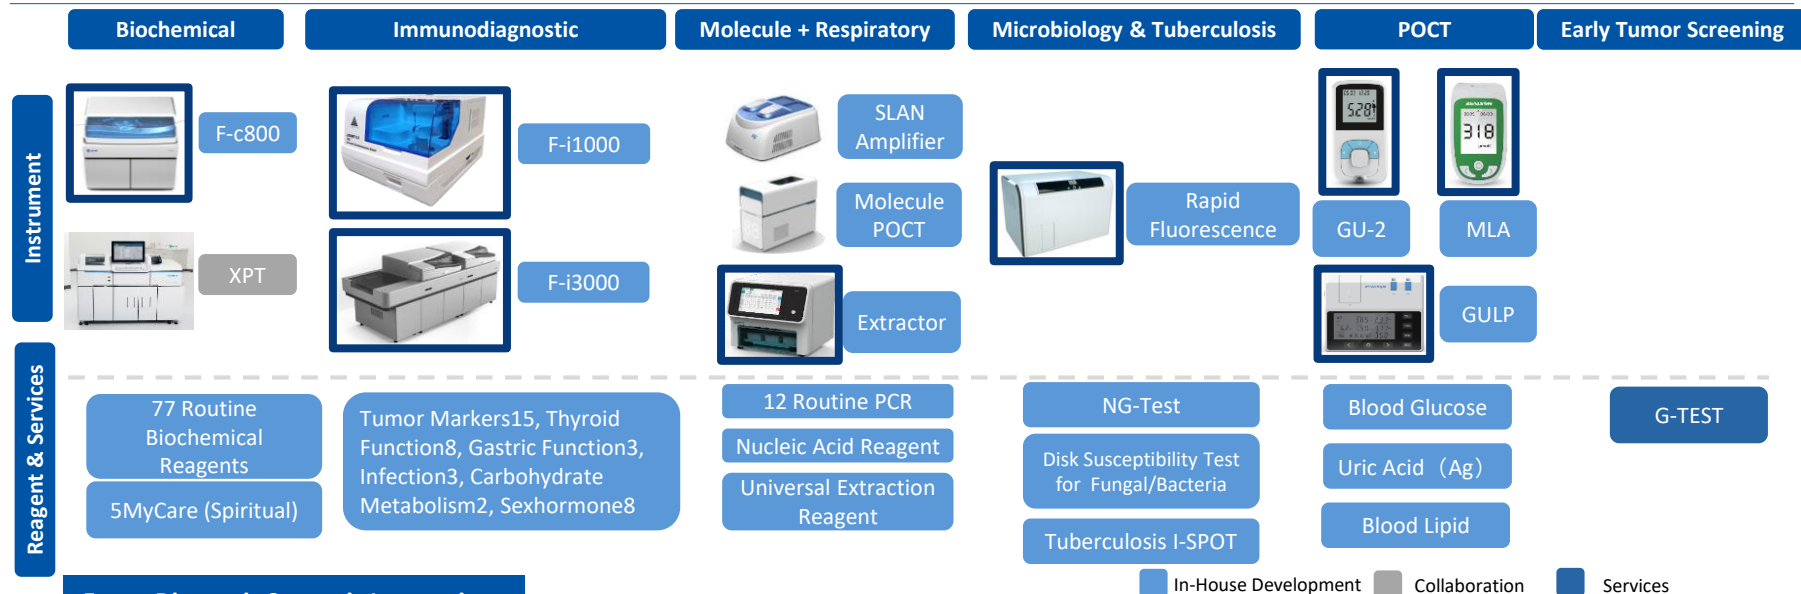 Biochemical
Immunodiagnostic
Molecule + Respiratory
Microbiology & Tuberculosis
POCT
Early Tumor Screening
Instrument
F-c800
XPT
F-i1000
F-i3000
SLAN
Amplifier
Molecule
POCT
Extractor
Rapid
Fluorescence
GU-2
MLA
318
GULP
Reagent & Services
77 Routine
Biochemical
Reagents
5MyCare (Spiritual)
Tumor Markers15, Thyroid
Function8, Gastric Function3,
Infection3, Carbohydrate
Metabolism2, Sexhormone8
12 Routine PCR
Nucleic Acid Reagent
Universal Extraction
Reagent
NG-Test
Disk Susceptibility Test
for Fungal/Bacteria
Tuberculosis I-SPOT
Blood Glucose
Uric Acid（Ag）
Blood Lipid
G-TEST
In-House Development
Collaboration
Services